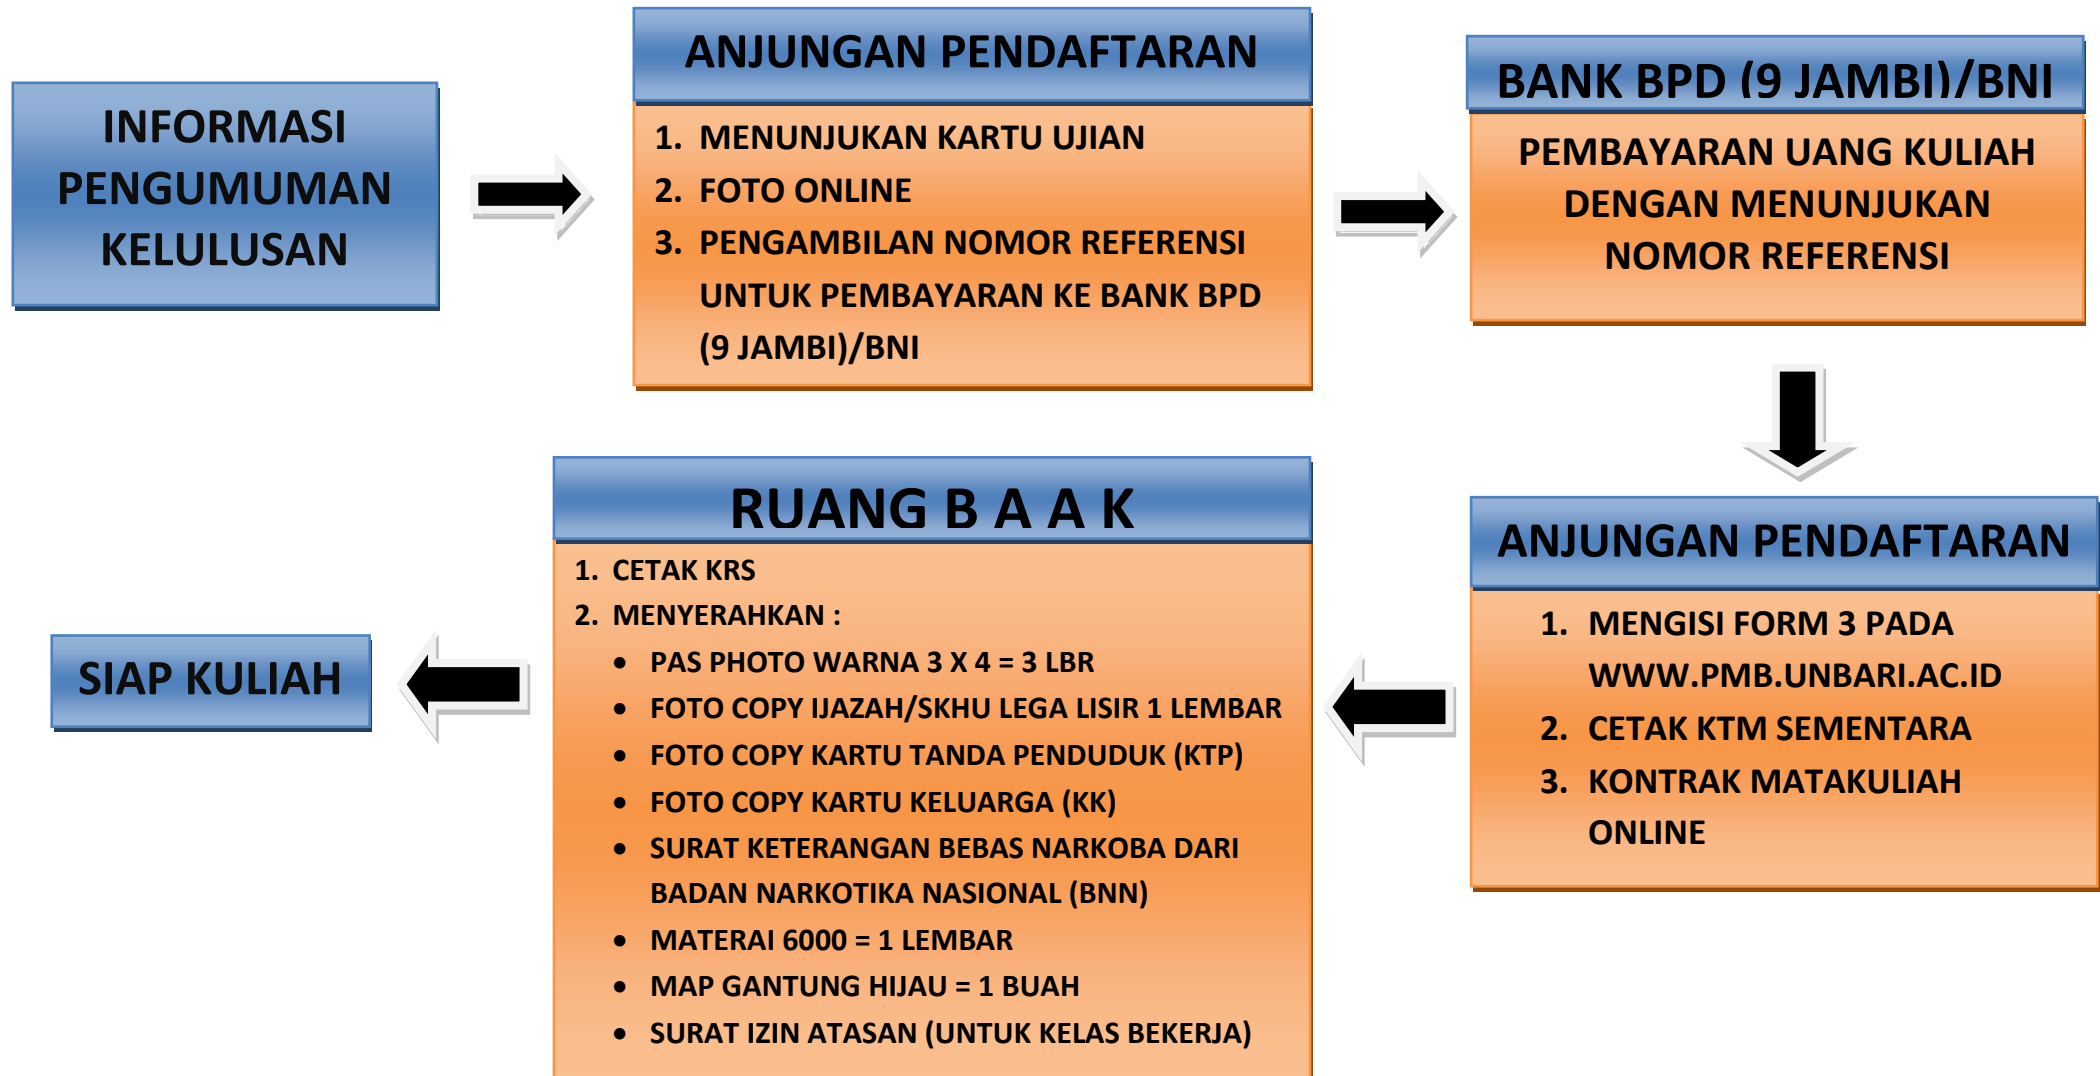 INFORMASI
PENGUMUMAN
KELULUSAN
ANJUNGAN PENDAFTARAN
1. MENUNJUKAN KARTU UJIAN
2. FOTO ONLINE
3. PENGAMBILAN NOMOR REFERENSI
UNTUK PEMBAYARAN KE BANK BPD
(9 JAMBI)/BNI
BANK BPD (9 JAMBI)/BNI
PEMBAYARAN UANG KULIAH
DENGAN MENUNJUKAN
NOMOR REFERENSI
ANJUNGAN PENDAFTARAN
1. MENGISI FORM 3 PADA
WWW.PMB.UNBARI.AC.ID
2. CETAK KTM SEMENTARA
3. KONTRAK MATAKULIAH
ONLINE
RUANG B A A K
1. CETAK KRS
2. MENYERAHKAN :
• PAS PHOTO WARNA 3 X 4 = 3 LBR
• FOTO COPY IJAZAH/SKHU LEGA LISIR 1 LEMBAR
• FOTO COPY KARTU TANDA PENDUDUK (KTP)
• FOTO COPY KARTU KELUARGA (KK)
• SURAT KETERANGAN BEBAS NARKOBA DARI
BADAN NARKOTIKA NASIONAL (BNN)
• MATERAI 6000 = 1 LEMBAR
• MAP GANTUNG HIJAU = 1 BUAH
• SURAT IZIN ATASAN (UNTUK KELAS BEKERJA)
SIAP KULIAH